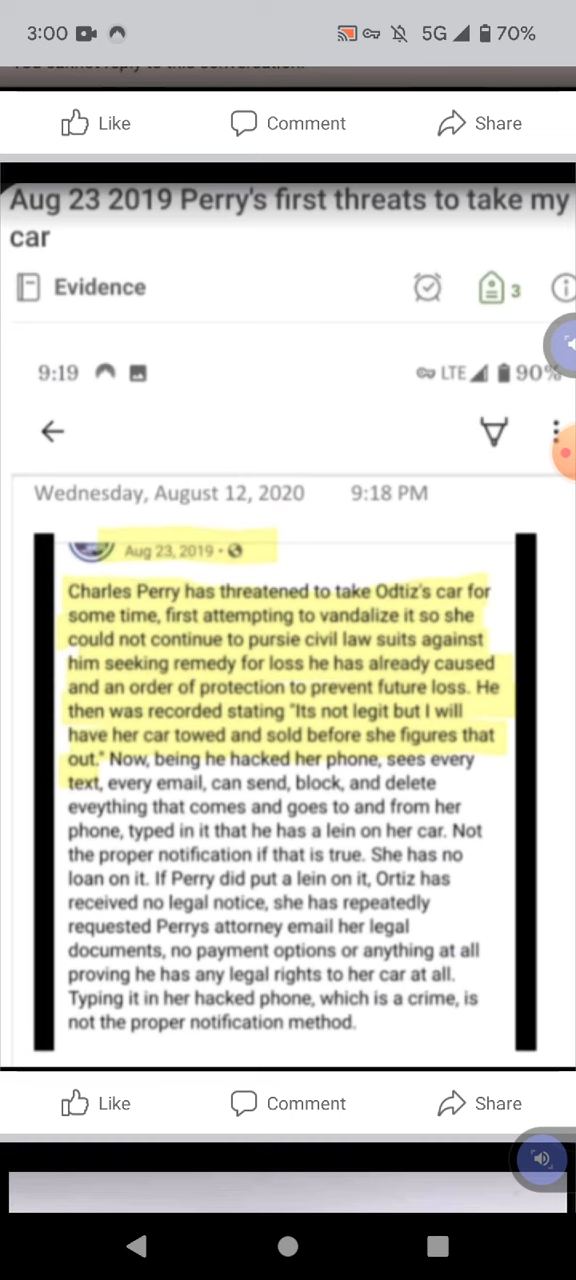 3:00 5G 70%
Like Comment Share
Aug 23 2019 Perry's first threats to take my
car
Evidence 3
9:19 LTE 90%
Wednesday, August 12, 2020 9:18 PM
Aug 23, 2019 ·
Charles Perry has threatened to take Odtiz's car for
some time, first attempting to vandalize it so she
could not continue to pursie civil law suits against
him seeking remedy for loss he has already caused
and an order of protection to prevent future loss. He
then was recorded stating "Its not legit but I will
have her car towed and sold before she figures that
out." Now, being he hacked her phone, sees every
text, every email, can send, block, and delete
eveything that comes and goes to and from her
phone, typed in it that he has a lein on her car. Not
the proper notification if that is true. She has no
loan on it. If Perry did put a lein on it, Ortiz has
received no legal notice, she has repeatedly
requested Perrys attorney email her legal
documents, no payment options or anything at all
proving he has any legal rights to her car at all.
Typing it in her hacked phone, which is a crime, is
not the proper notification method.
Like Comment Share